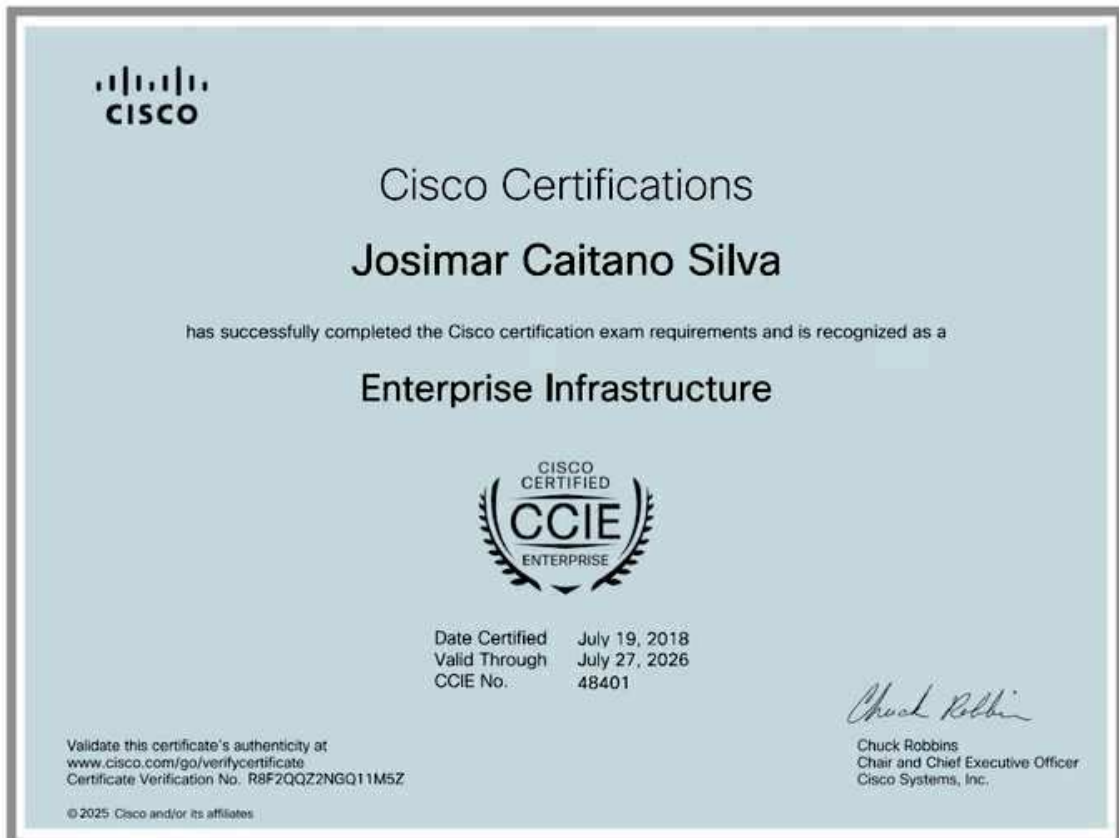 CISCO
Cisco Certifications
Josimar Caitano Silva
has successfully completed the Cisco certification exam requirements and is recognized as a
Enterprise Infrastructure
CISCO
CERTIFIED
CCIE
ENTERPRISE
Date Certified July 19, 2018
Valid Through July 27, 2026
CCIE No. 48401
Chuck Robbins
Validate this certificate's authenticity at
www.cisco.com/go/verifycertificate
Certificate Verification No. R8F2QQZ2NGQ11M5Z
© 2025 Cisco and/or its affiliates
Chuck Robbins
Chair and Chief Executive Officer
Cisco Systems, Inc.